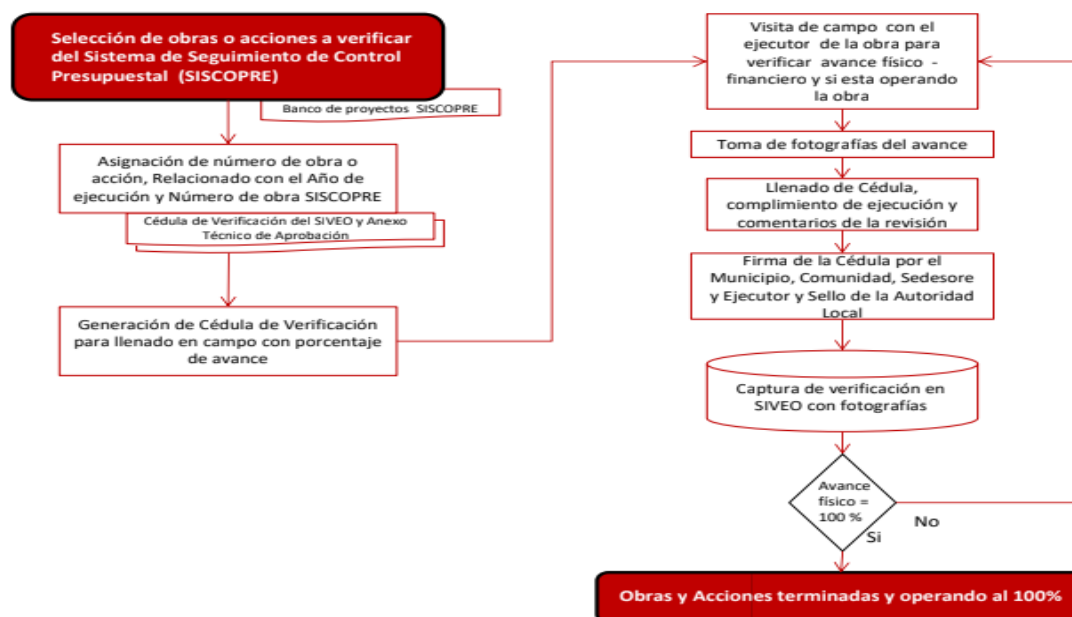 Selección de obras o acciones a verificar
del Sistema de Seguimiento de Control
Presupuestal (SISCOPRE)
Banco de proyectos SISCOPRE
Asignación de número de obra o
acción, Relacionado con el Año de
ejecución y Número de obra SISCOPRE
Cédula de Verificación del SIVEO y Anexo
Técnico de Aprobación
Generación de Cédula de Verificación
para llenado en campo con porcentaje
de avance
Visita de campo con el
ejecutor de la obra para
verificar avance físico -
financiero y si esta operando
la obra
Toma de fotografías del avance
Llenado de Cédula,
complimiento de ejecución y
comentarios de la revisión
Firma de la Cédula por el
Municipio, Comunidad, Sedesore
y Ejecutor y Sello de la Autoridad
Local
Captura de verificación en
SIVEO con fotografías
Avance
físico =
100 %
No
Si
Obras y Acciones terminadas y operando al 100%